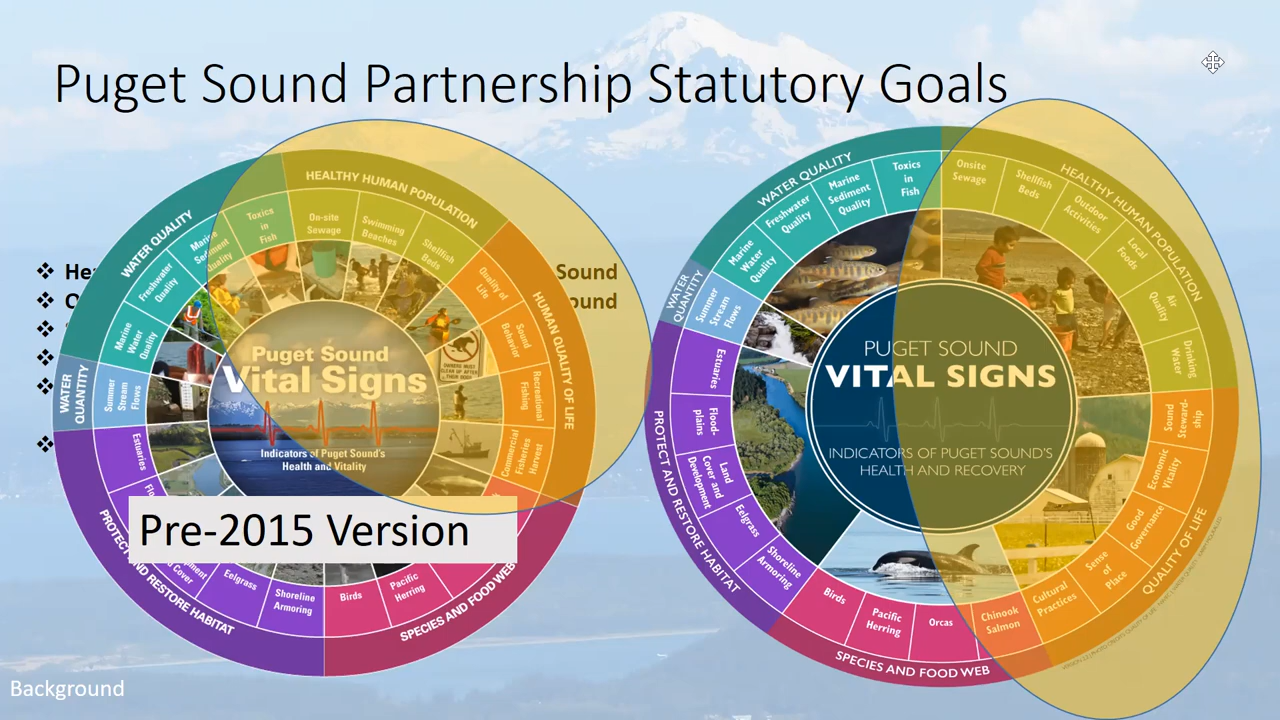 Puget Sound Partnership Statutory Goals
❖ He
❖
❖
❖
❖
❖
Sound
ound
WATER QUALITY
HEALTHY HUMAN POPULATION
HUMAN QUALITY OF LIFE
SPECIES AND FOOD WEB
PROTECT AND RESTORE HABITAT
WATER QUANTITY
Summer Stream Flows
Marine Water Quality
Freshwater Quality
Marine Sediment Quality
Toxics in Fish
On-site Sewage
Swimming Beaches
Shellfish Beds
Quality of Life
Sound Behavior
Recreational Fishing
Commercial Fisheries Harvest
Pacific Herring
Birds
Shoreline Armoring
Eelgrass
Cover
Estuaries
Puget Sound
Vital Signs
Indicators of Puget Sound's
Health and Vitality
Pre-2015 Version
WATER QUALITY
HEALTHY HUMAN POPULATION
QUALITY OF LIFE
SPECIES AND FOOD WEB
PROTECT AND RESTORE HABITAT
WATER QUANTITY
Summer Stream Flows
Marine Water Quality
Freshwater Quality
Marine Sediment Quality
Toxics in Fish
Onsite Sewage
Shellfish Beds
Outdoor Activities
Local Foods
Air Quality
Drinking Water
Sound Steward-ship
Economic Vitality
Good Governance
Sense of Place
Cultural Practices
Chinook Salmon
Orcas
Pacific Herring
Birds
Shoreline Armoring
Eelgrass
Land Cover and Development
Flood-plains
Estuaries
PUGET SOUND
VITAL SIGNS
INDICATORS OF PUGET SOUND'S
HEALTH AND RECOVERY
Background